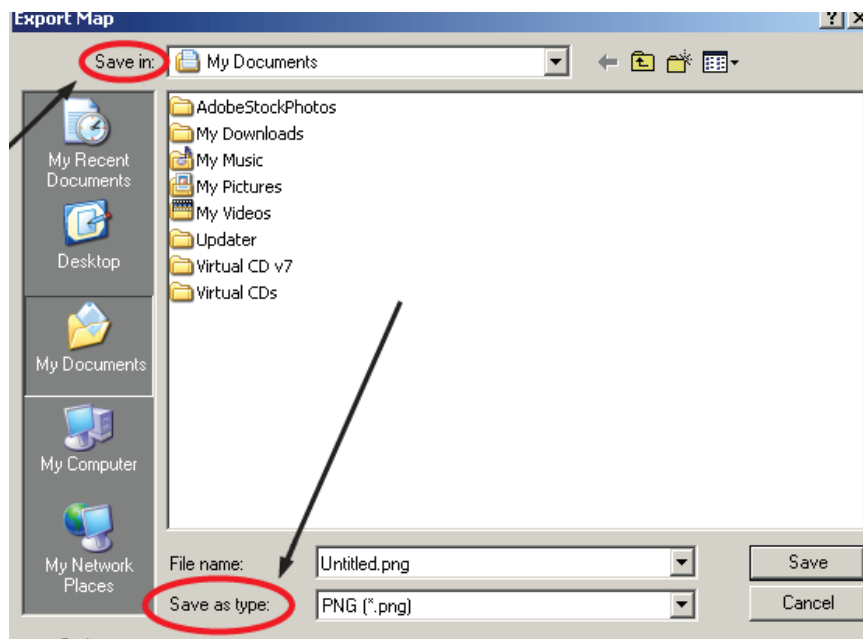 Export Map
Save in:
My Documents
AdobeStockPhotos
My Downloads
My Music
My Pictures
My Videos
Updater
Virtual CD v7
Virtual CDs
My Recent
Documents
Desktop
My Documents
My Computer
My Network
Places
File name:
Untitled.png
Save
Save as type:
PNG (*.png)
Cancel